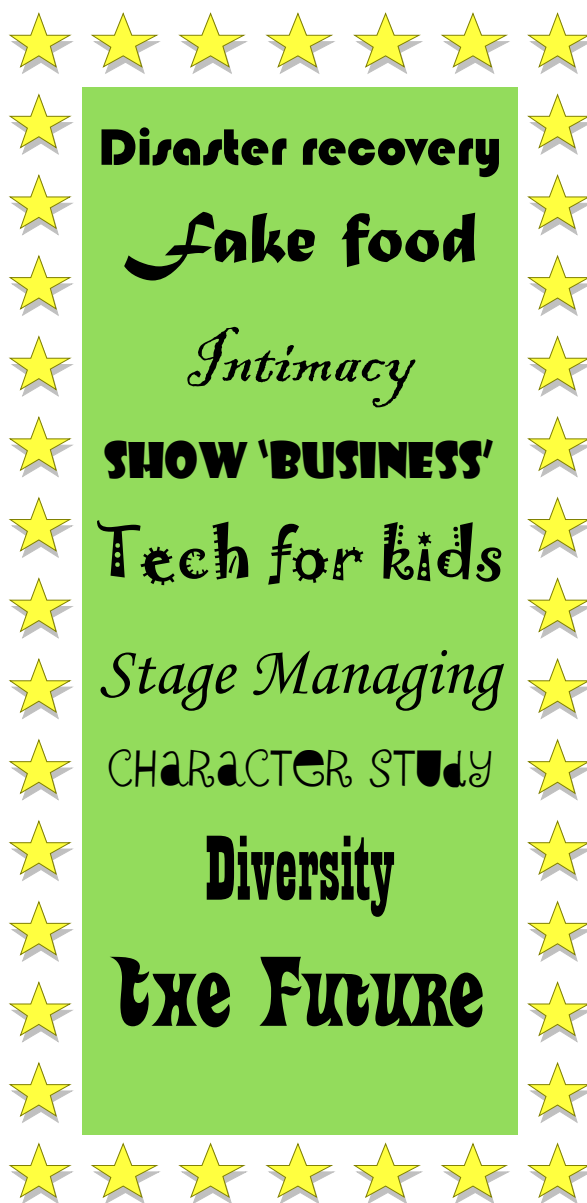 Disaster recovery
Fake food
Intimacy
SHOW ‘BUSINESS’
Tech for kids
Stage Managing
CHaRaCTeR STudy
Diversity
the Future